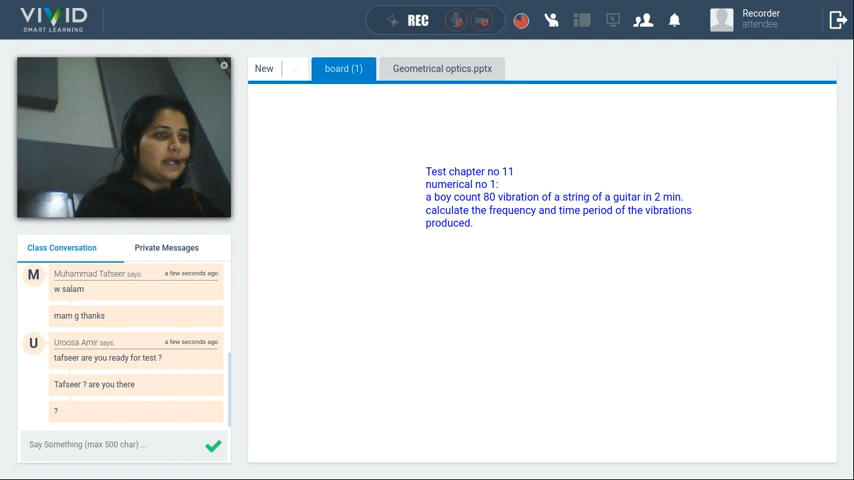 VIVID
SMART LEARNING
REC
Recorder
attendee
New
board (1)
Geometrical optics.pptx
Test chapter no 11
numerical no 1:
a boy count 80 vibration of a string of a guitar in 2 min.
calculate the frequency and time period of the vibrations
produced.
Class Conversation
Private Messages
M
Muhammad Tafseer says:
a few seconds ago
w salam
mam g thanks
U
Uroosa Amir says:
a few seconds ago
tafseer are you ready for test ?
Tafseer ? are you there
?
Say Something (max 500 char) ...